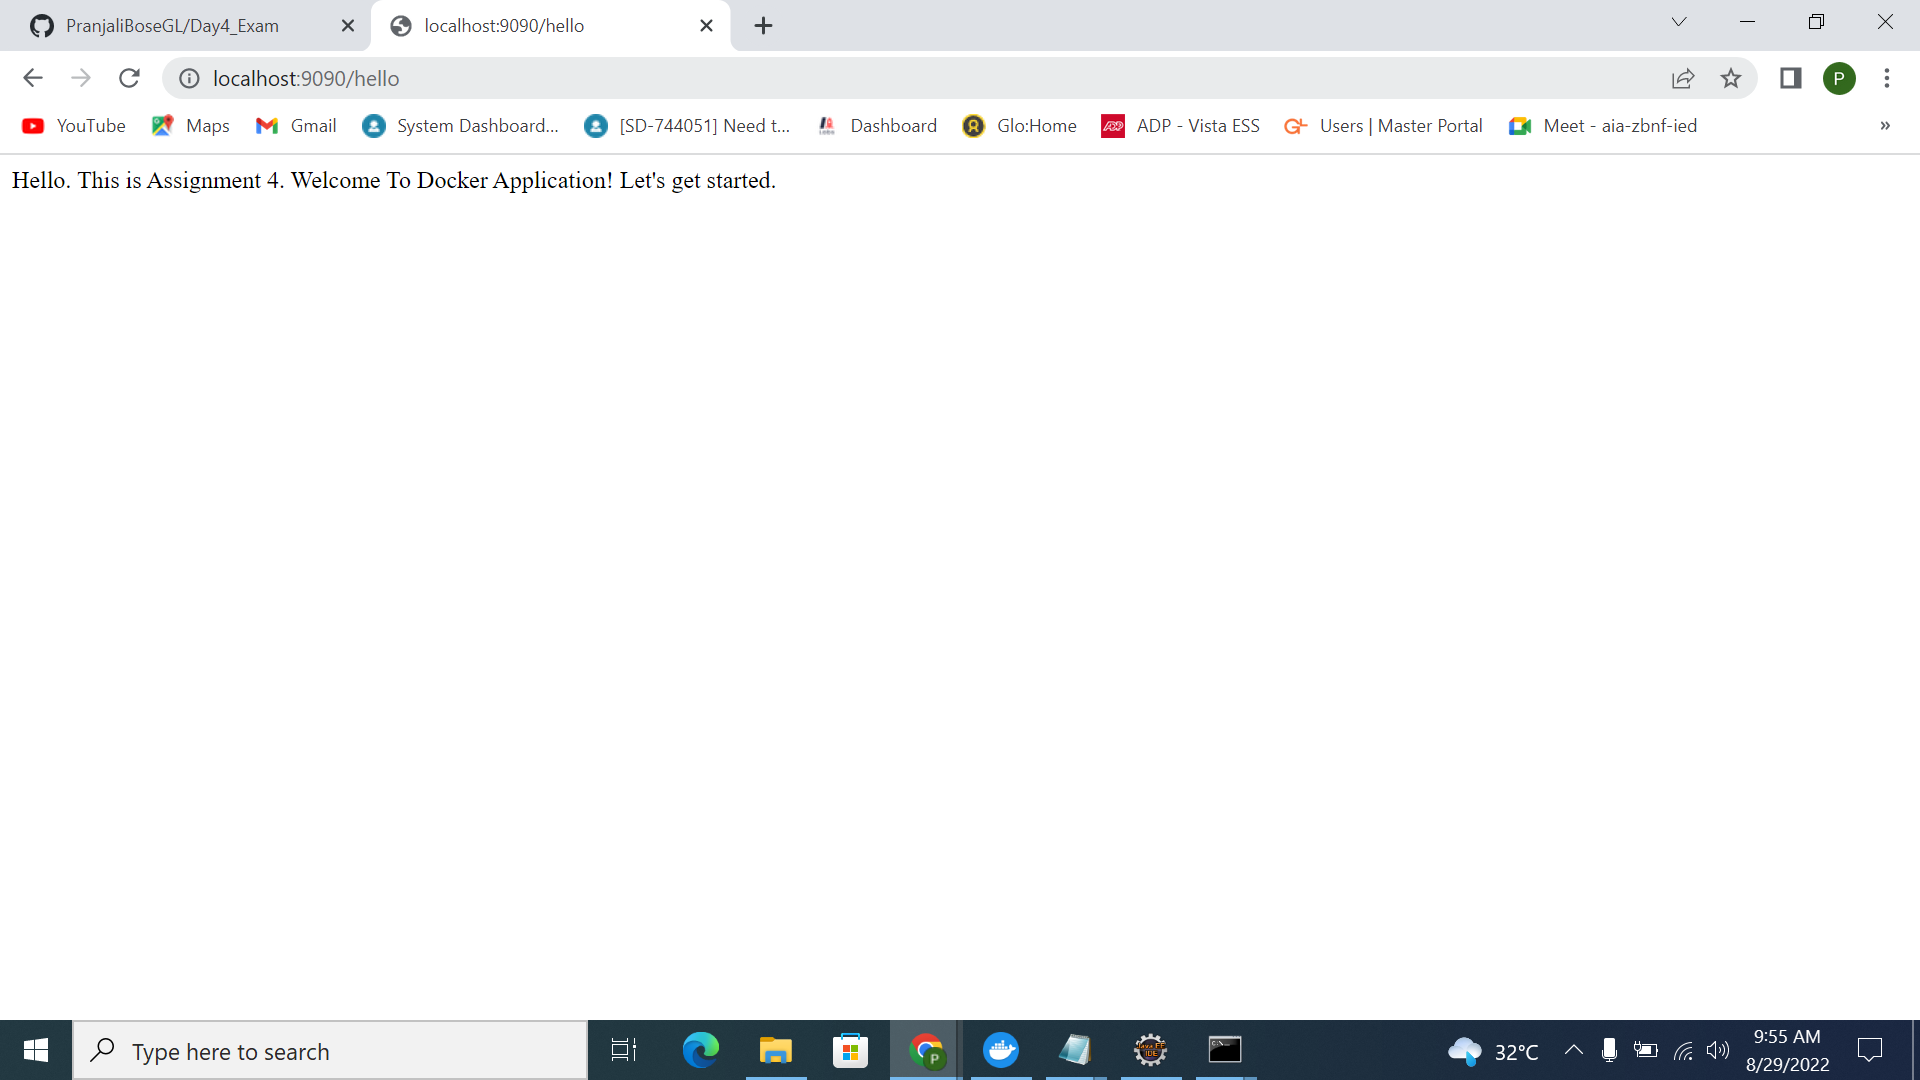 PranjaliBoseGL/Day4_Exam localhost:9090/hello
localhost:9090/hello P
YouTube Maps Gmail System Dashboard... [SD-744051] Need t... Dashboard Glo:Home ADP - Vista ESS Users | Master Portal Meet - aia-zbnf-ied »
Hello. This is Assignment 4. Welcome To Docker Application! Let's get started.
Type here to search 32°C 9:55 AM
8/29/2022